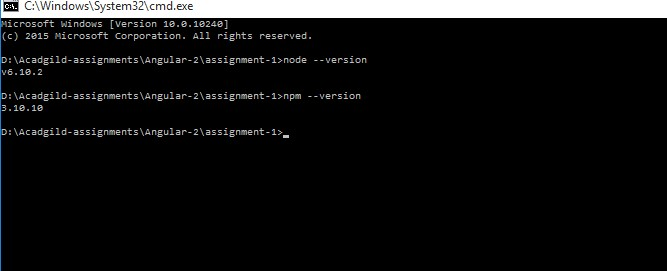 C:\Windows\System32\cmd.exe
Microsoft Windows [Version 10.0.10240]
(c) 2015 Microsoft Corporation. All rights reserved.
D:\Acadgild-assignments\Angular-2\assignment-1>node --version
v6.10.2
D:\Acadgild-assignments\Angular-2\assignment-1>npm --version
3.10.10
D:\Acadgild-assignments\Angular-2\assignment-1>